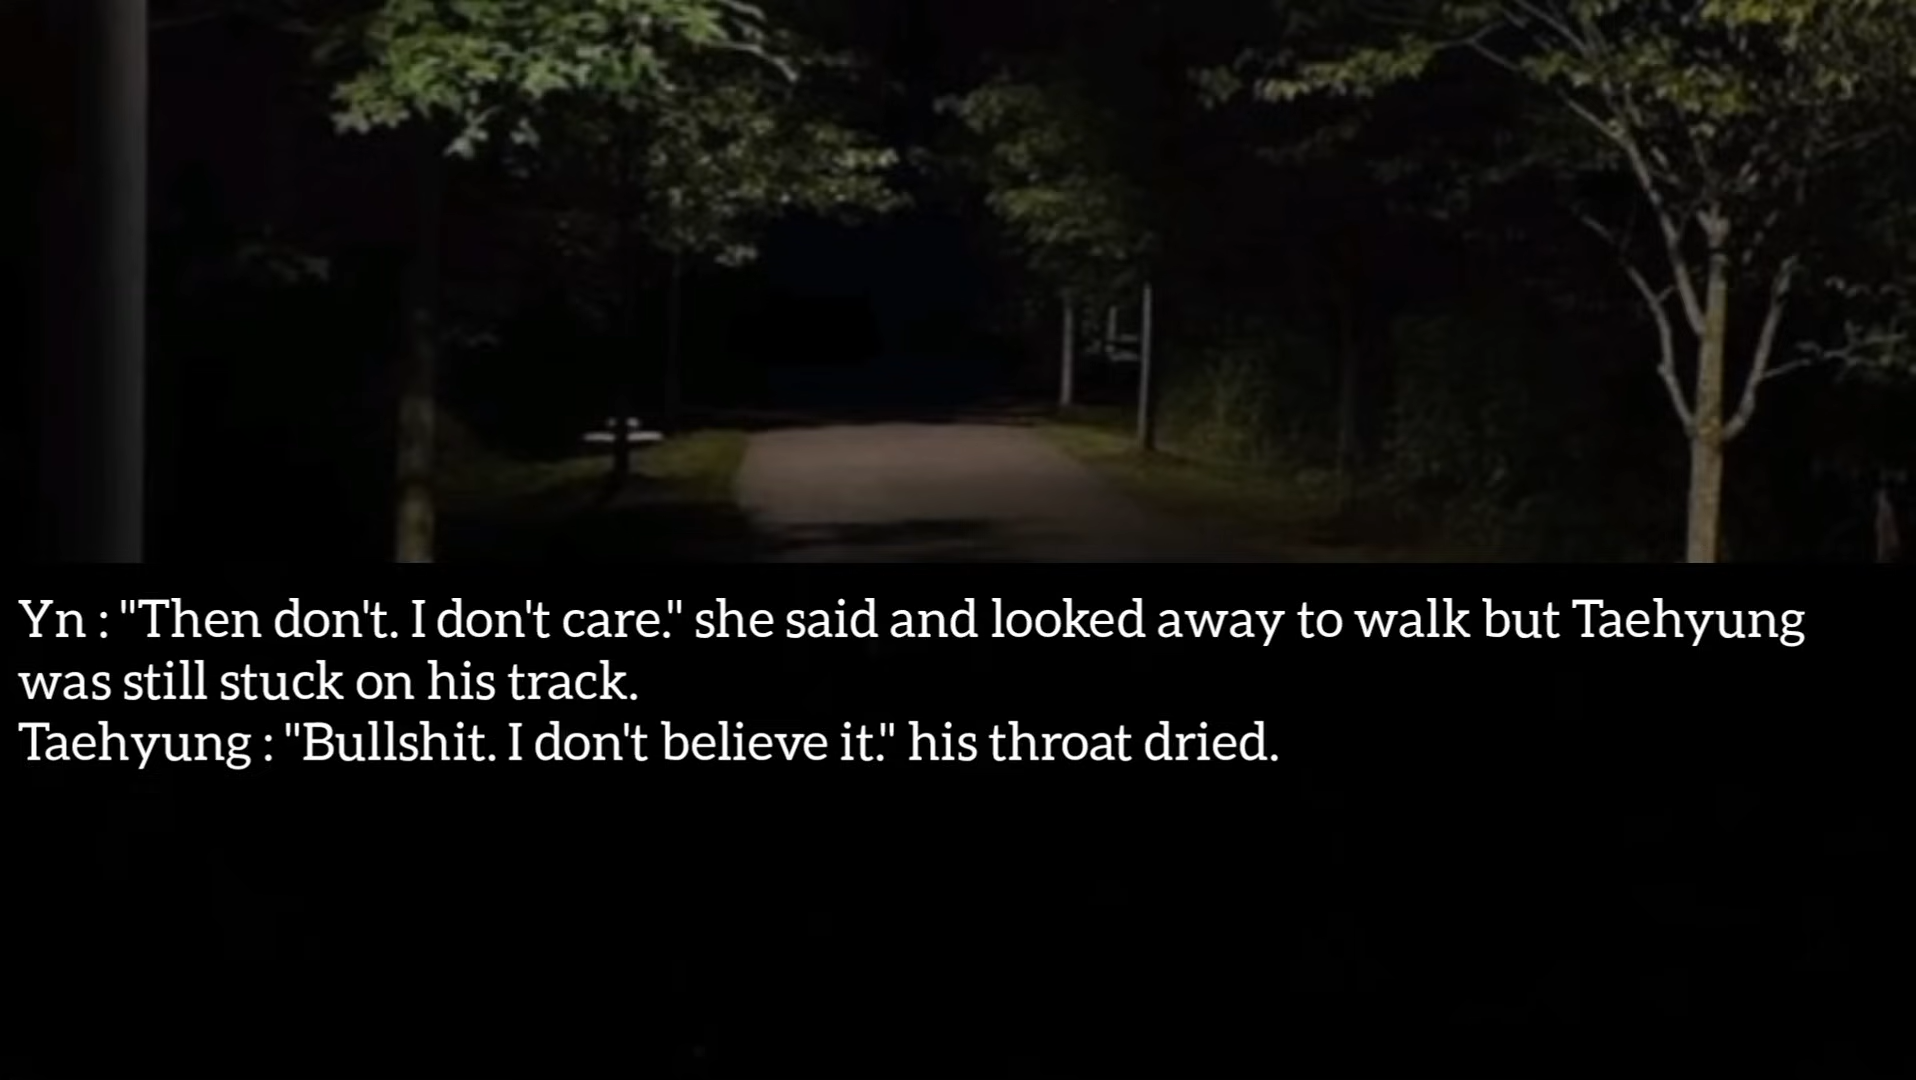 Yn : "Then don't. I don't care." she said and looked away to walk but Taehyung
was still stuck on his track.
Taehyung : "Bullshit. I don't believe it." his throat dried.